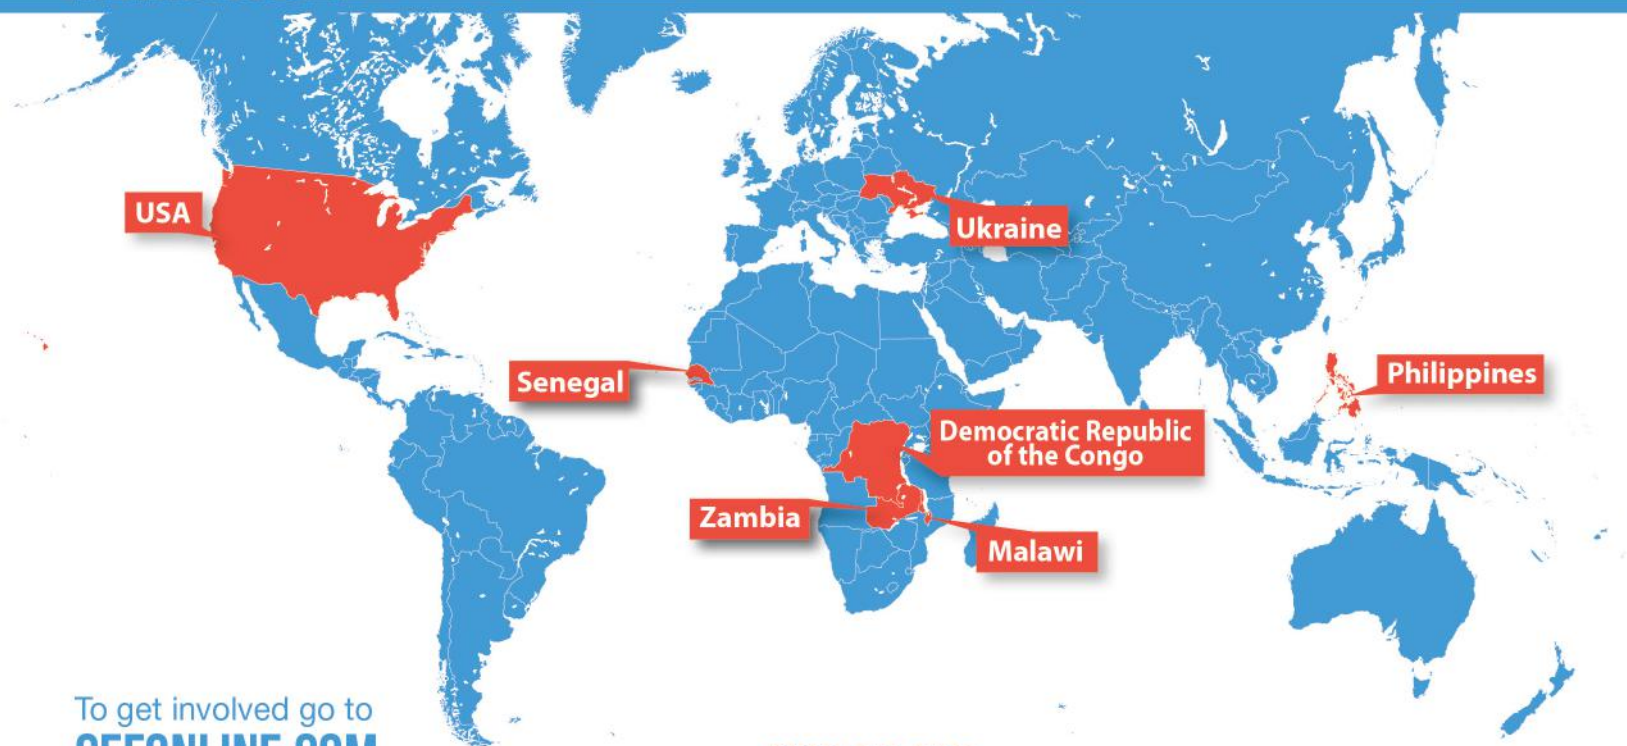 USA
Ukraine
Senegal
Philippines
Democratic Republic
of the Congo
Zambia
Malawi
To get involved go to